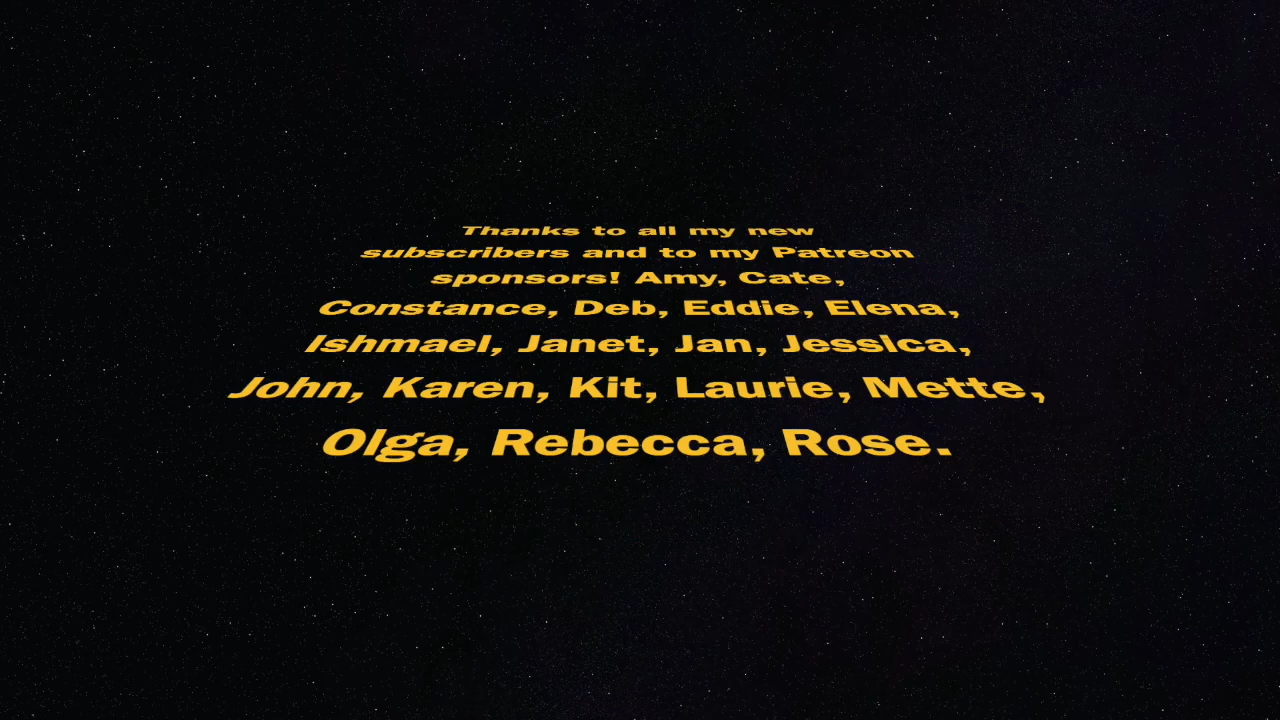 Thanks to all my new
subscribers and to my Patreon
sponsors! Amy, Cate,
Constance, Deb, Eddie, Elena,
Ishmael, Janet, Jan, Jessica,
John, Karen, Kit, Laurie, Mette,
Olga, Rebecca, Rose.